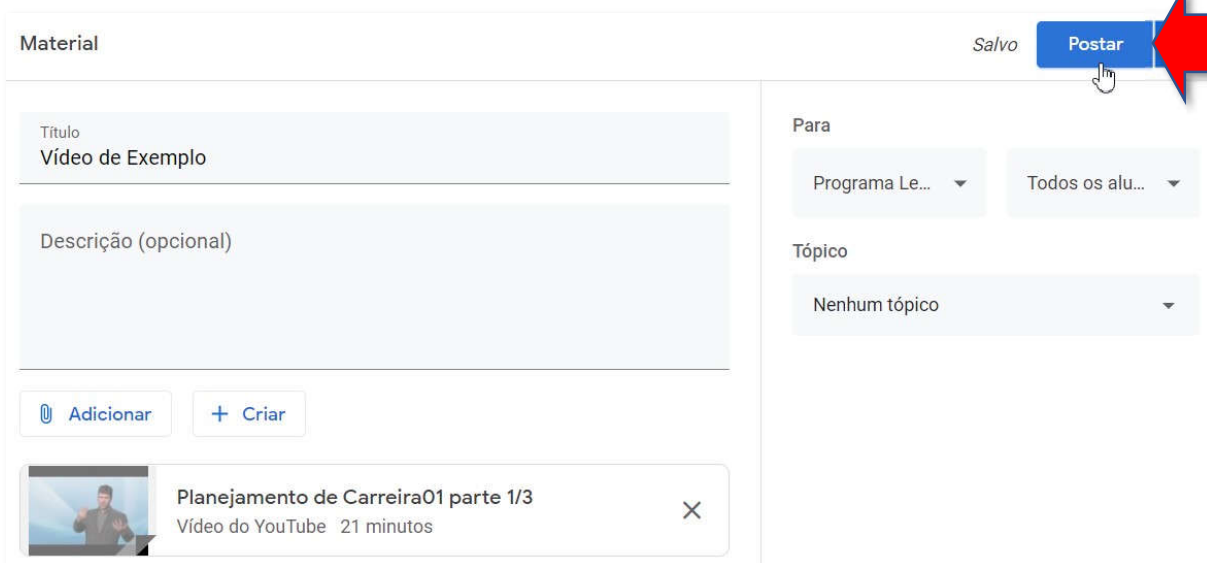 Material
Salvo
Postar
Título
Vídeo de Exemplo
Descrição (opcional)
Adicionar
+ Criar
Planejamento de Carreira01 parte 1/3
Vídeo do YouTube 21 minutos
Para
Programa Le... Todos os alu...
Tópico
Nenhum tópico